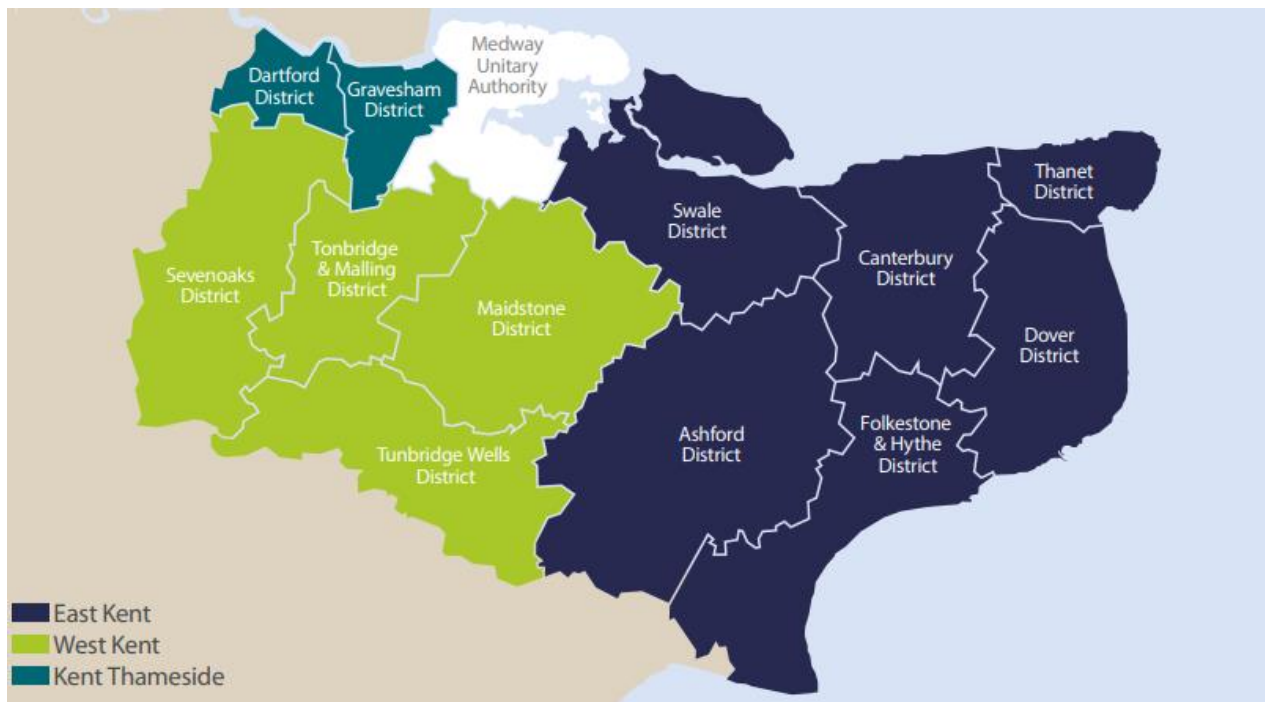 Medway
Unitary
Authority
Dartford
District
Gravesham
District
Thanet
District
Swale
District
Canterbury
District
Tonbridge
& Malling
District
Sevenoaks
District
Maidstone
District
Dover
District
Ashford
District
Folkestone
& Hythe
District
Tunbridge Wells
District
East Kent
West Kent
Kent Thameside